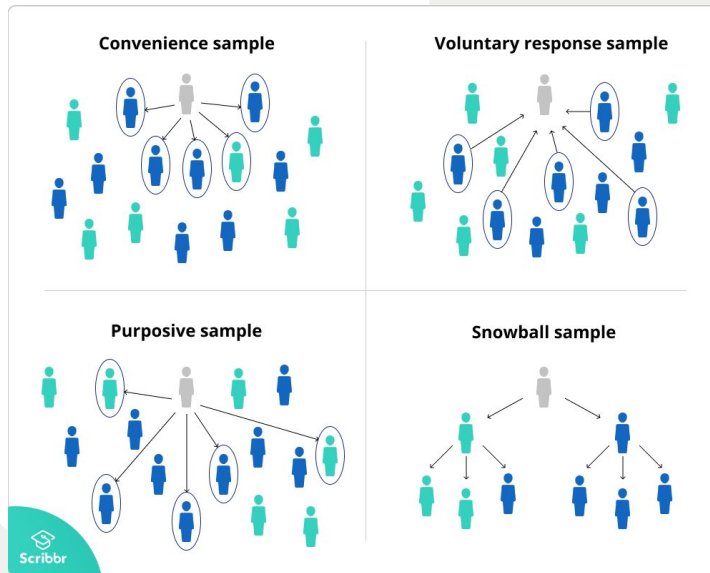 Convenience sample
Voluntary response sample
Purposive sample
Snowball sample
Scribbr